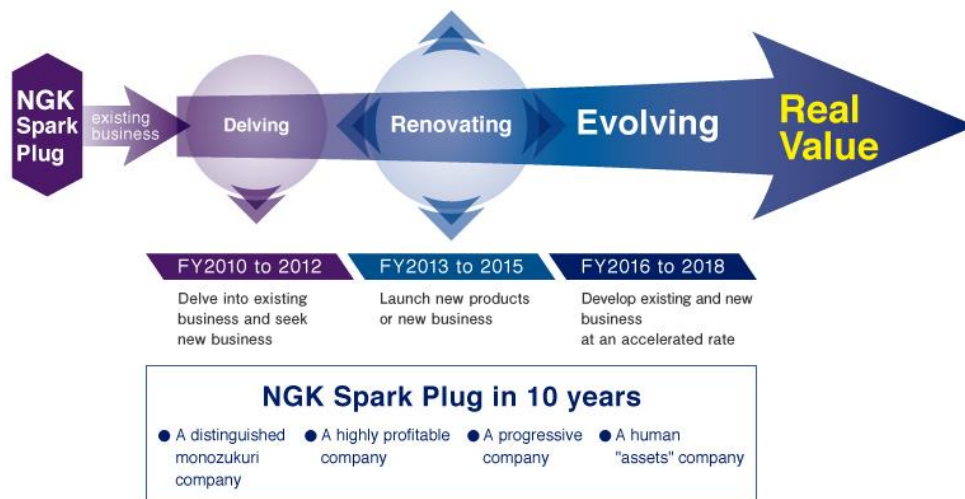 NGK
Spark
Plug
existing
business
Delving
Renovating
Evolving
Real
Value
FY2010 to 2012
FY2013 to 2015
FY2016 to 2018
Delve into existing
business and seek
new business
Launch new products
or new business
Develop existing and new
business
at an accelerated rate
NGK Spark Plug in 10 years
● A distinguished
monozukuri
company
● A highly profitable
company
● A progressive
company
● A human
"assets" company